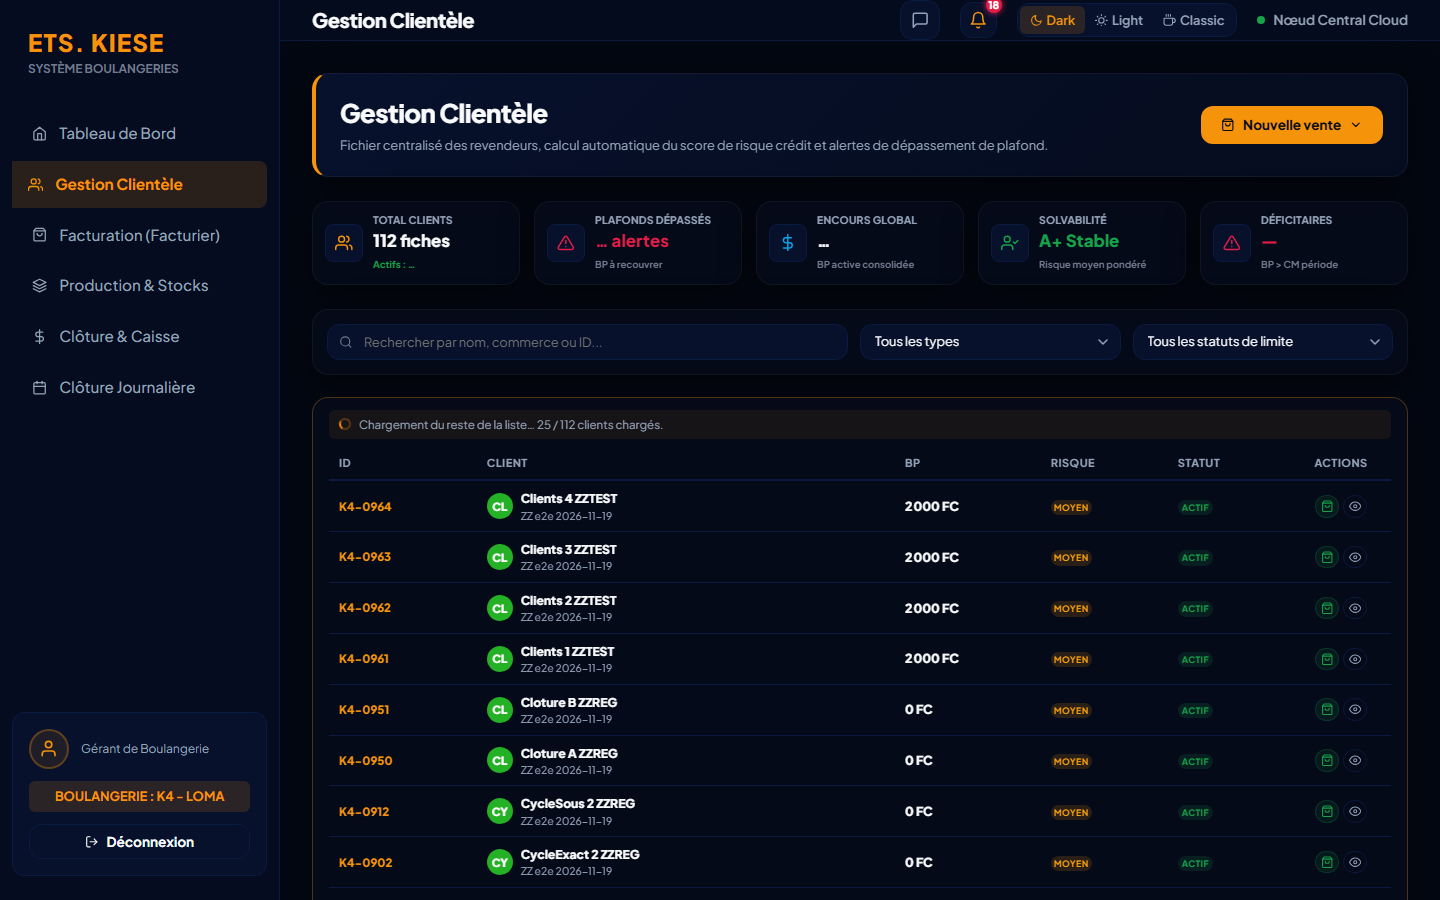 ETS. KIESE
SYSTÈME BOULANGERIES
Tableau de Bord
Gestion Clientèle
Facturation (Facturier)
Production & Stocks
Clôture & Caisse
Clôture Journalière
Gérant de Boulangerie
BOULANGERIE : K4 - LOMA
Déconnexion
Gestion Clientèle
18
Dark
Light
Classic
Nœud Central Cloud
Gestion Clientèle
Fichier centralisé des revendeurs, calcul automatique du score de risque crédit et alertes de dépassement de plafond.
Nouvelle vente
TOTAL CLIENTS
112 fiches
Actifs : …
PLAFONDS DÉPASSÉS
… alertes
BP à recouvrer
ENCOURS GLOBAL
…
BP active consolidée
SOLVABILITÉ
A+ Stable
Risque moyen pondéré
DÉFICITAIRES
—
BP > CM période
Rechercher par nom, commerce ou ID...
Tous les types
Tous les statuts de limite
Chargement du reste de la liste… 25 / 112 clients chargés.
ID CLIENT BP RISQUE STATUT ACTIONS
K4-0964 CL Clients 4 ZZTEST 2 000 FC MOYEN ACTIF
ZZ e2e 2026-11-19
K4-0963 CL Clients 3 ZZTEST 2 000 FC MOYEN ACTIF
ZZ e2e 2026-11-19
K4-0962 CL Clients 2 ZZTEST 2 000 FC MOYEN ACTIF
ZZ e2e 2026-11-19
K4-0961 CL Clients 1 ZZTEST 2 000 FC MOYEN ACTIF
ZZ e2e 2026-11-19
K4-0951 CL Cloture B ZZREG 0 FC MOYEN ACTIF
ZZ e2e 2026-11-19
K4-0950 CL Cloture A ZZREG 0 FC MOYEN ACTIF
ZZ e2e 2026-11-19
K4-0912 CY CycleSous 2 ZZREG 0 FC MOYEN ACTIF
ZZ e2e 2026-11-19
K4-0902 CY CycleExact 2 ZZREG 0 FC MOYEN ACTIF
ZZ e2e 2026-11-19